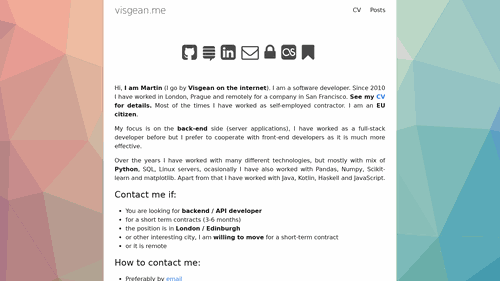 visgean.me
CV Posts
Hi, I am Martin (I go by Visgean on the internet). I am a software developer. Since 2010
I have worked in London, Prague and remotely for a company in San Francisco. See my CV
for details. Most of the times I have worked as self-employed contractor. I am an EU
citizen.
My focus is on the back-end side (server applications), I have worked as a full-stack
developer before but I prefer to cooperate with front-end developers as it is much more
effective.
Over the years I have worked with many different technologies, but mostly with mix of
Python, SQL, Linux servers, ocasionally I have also worked with Pandas, Numpy, Scikit-
learn and matplotlib. Apart from that I have worked with Java, Kotlin, Haskell and JavaScript.
Contact me if:
You are looking for backend / API developer
for a short term contracts (3-6 months)
the position is in London / Edinburgh
or other interesting city, I am willing to move for a short-term contract
or it is remote
How to contact me:
Preferably by email